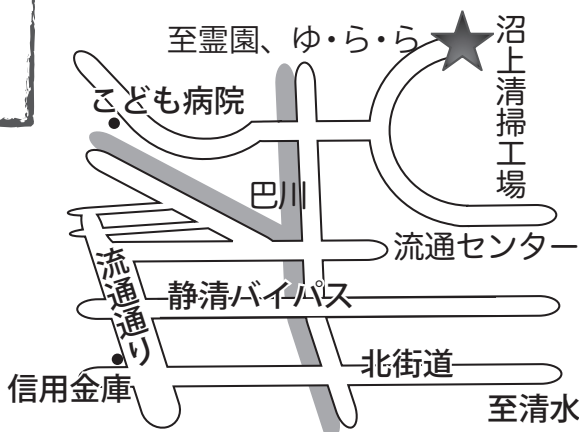 至霊園、ゆ・ら・ら
沼上清掃工場
こども病院
巴川
流通センター
流通通り
静清バイパス
北街道
信用金庫
至清水